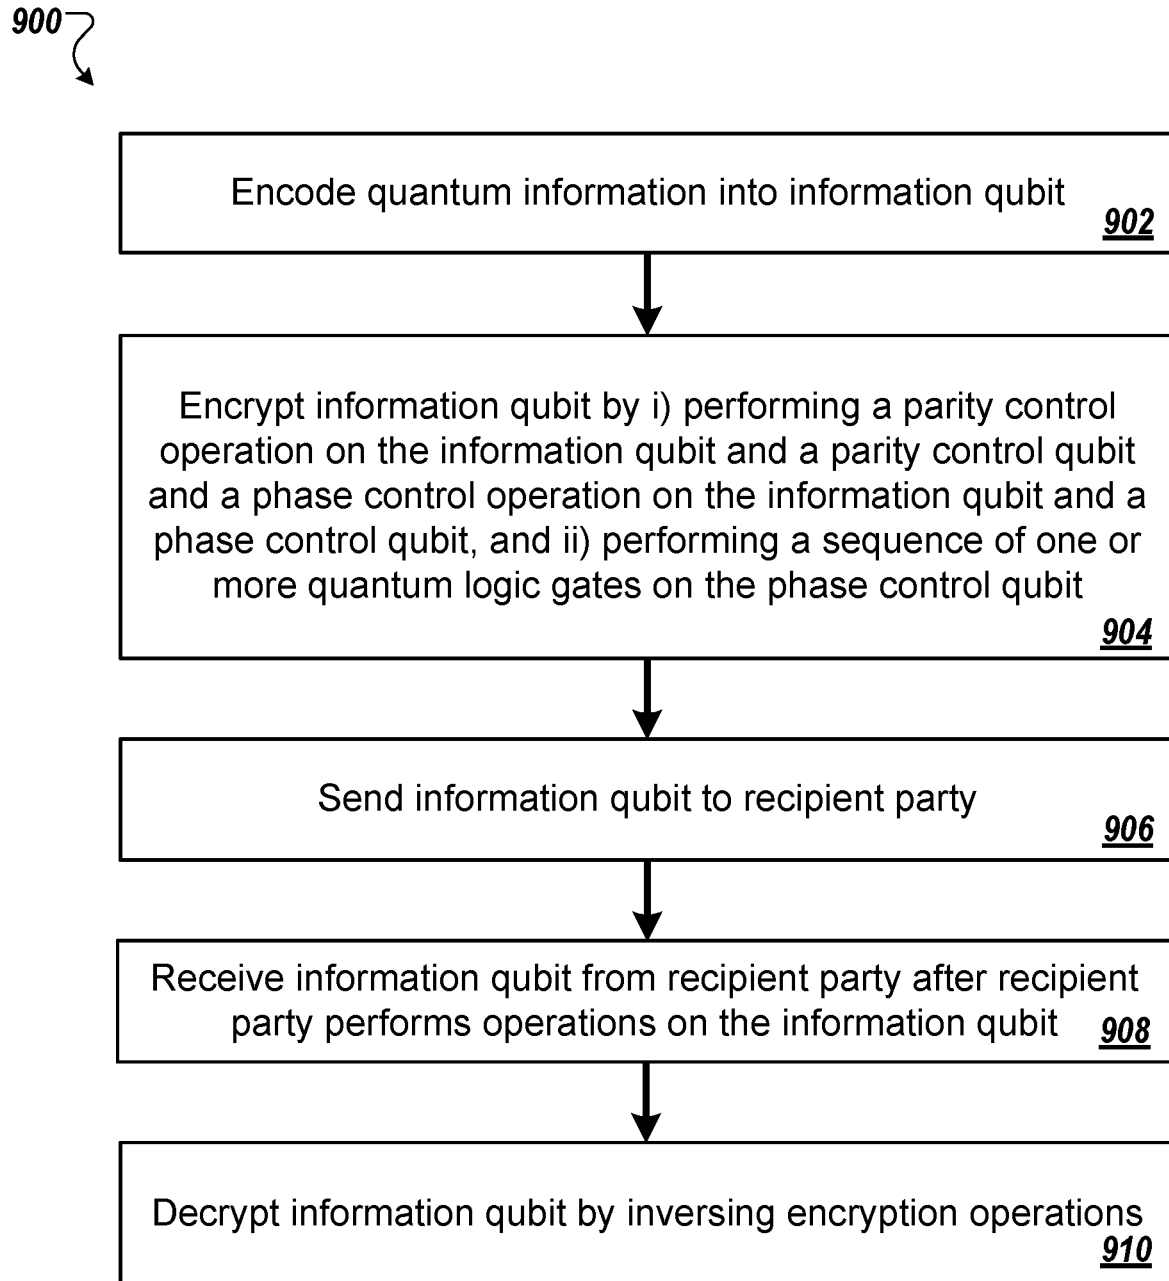 900
Encode quantum information into information qubit
902
Encrypt information qubit by i) performing a parity control
operation on the information qubit and a parity control qubit
and a phase control operation on the information qubit and a
phase control qubit, and ii) performing a sequence of one or
more quantum logic gates on the phase control qubit
904
Send information qubit to recipient party
906
Receive information qubit from recipient party after recipient
party performs operations on the information qubit
908
Decrypt information qubit by inversing encryption operations
910